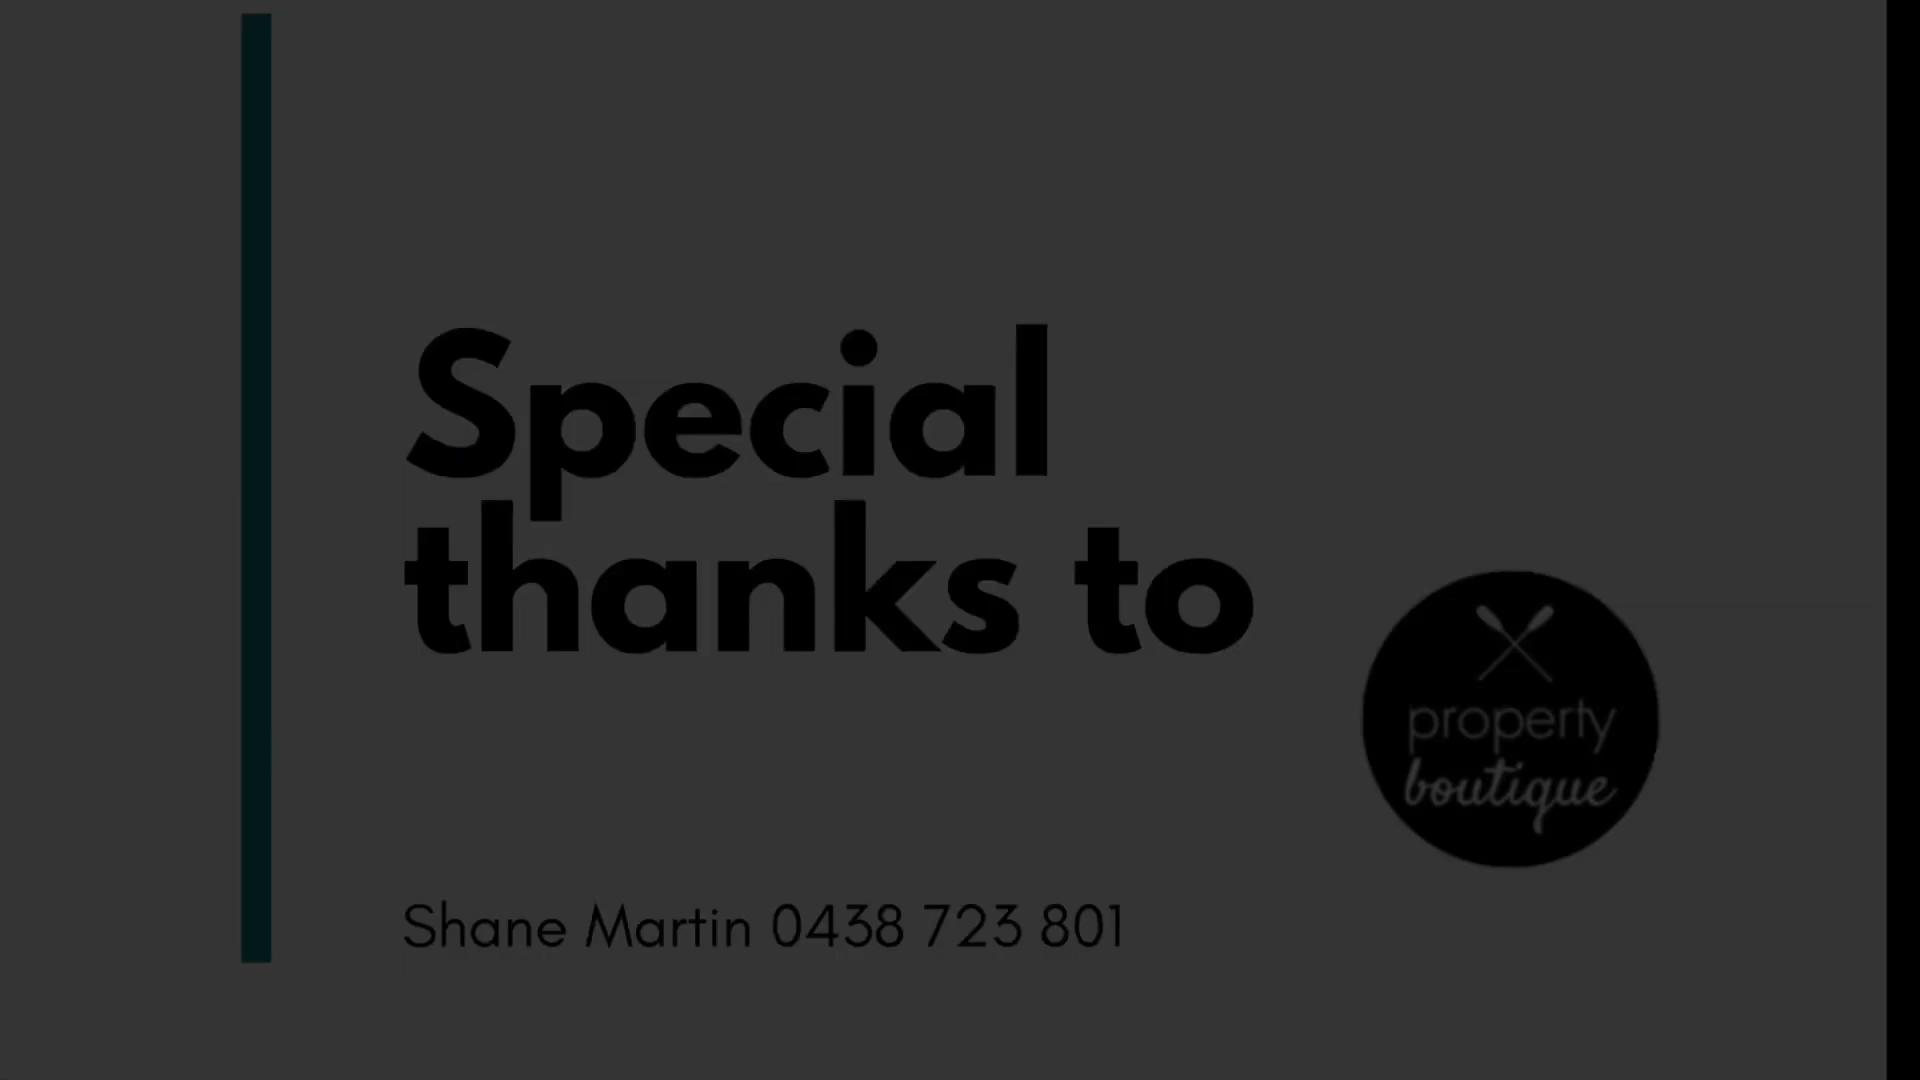 Special
thanks to
property
boutique
Shane Martin 0438 723 801